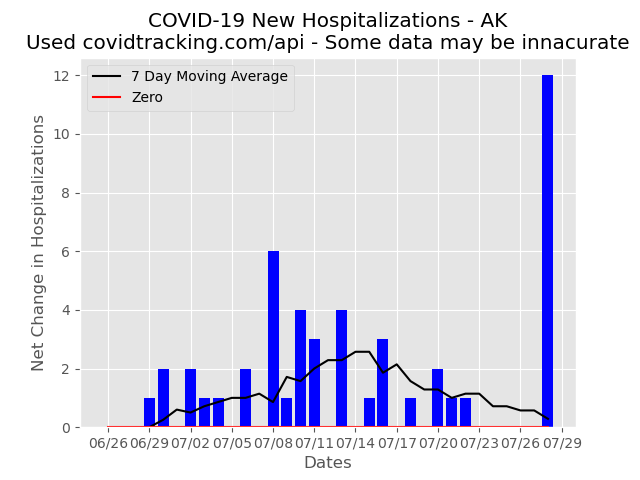 COVID-19 New Hospitalizations - AK
Used covidtracking.com/api - Some data may be innacurate
7 Day Moving Average
Zero
Net Change in Hospitalizations
12
10
8
6
4
2
0
06/26 06/29 07/02 07/05 07/08 07/11 07/14 07/17 07/20 07/23 07/26 07/29
Dates